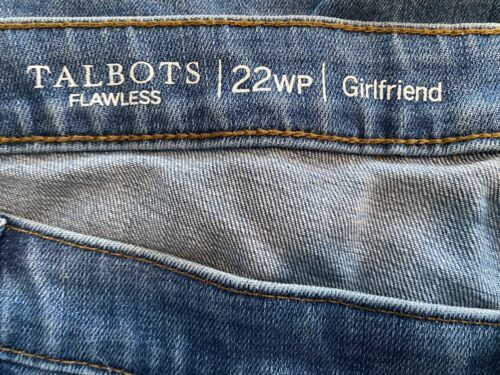 TALBOTS | 22WP | Girlfriend
FLAWLESS